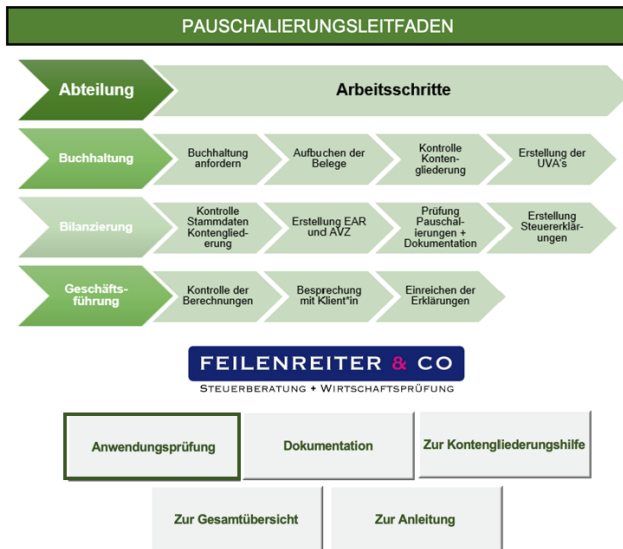 PAUSCHALIERUNGSLEITFADEN
Abteilung
Arbeitsschritte
Buchhaltung
Buchhaltung
anfordern
Aufbuchen der
Belege
Kontrolle
Konten-
gliederung
Erstellung der
UVA's
Bilanzierung
Kontrolle
Stammdaten
Kontenglied-
erung
Erstellung EAR
und AVZ
Prüfung
Pauschal-
ierungen +
Dokumentation
Erstellung
Steuererklär-
ungen
Geschäfts-
führung
Kontrolle der
Berechnungen
Besprechung
mit Klient*in
Einreichen der
Erklärungen
FEILENREITER & CO
STEUERBERATUNG + WIRTSCHAFTSPRÜFUNG
Anwendungsprüfung
Dokumentation
Zur Kontengliederungshilfe
Zur Gesamtübersicht
Zur Anleitung